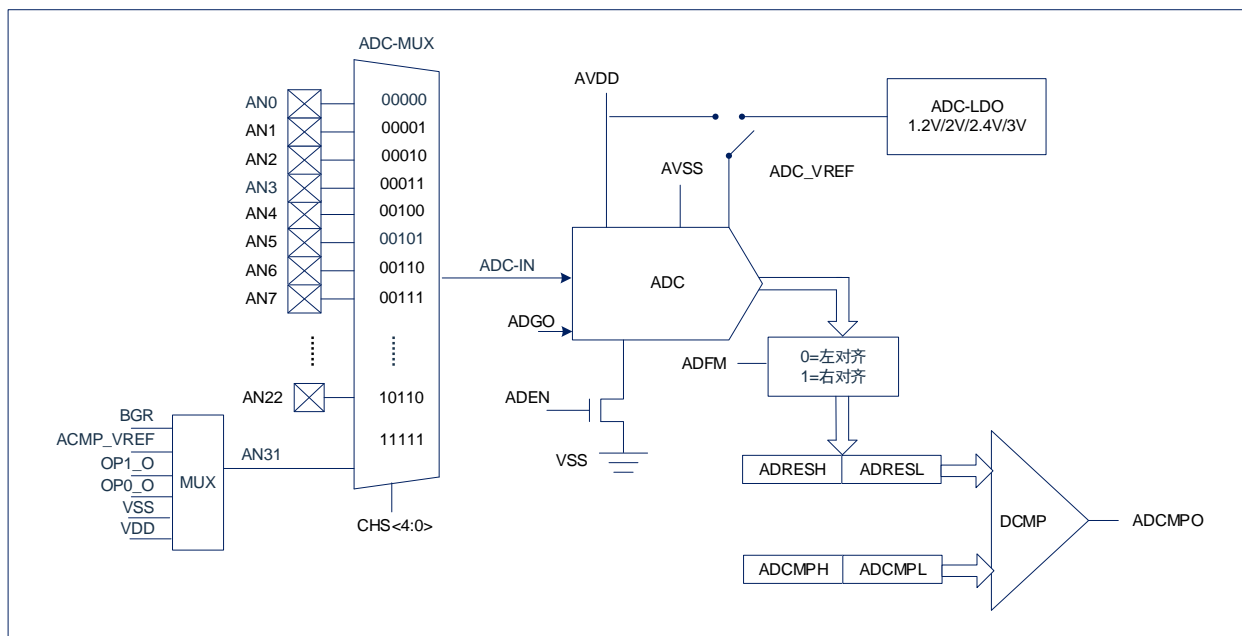 ADC-MUX
AVDD
ADC-LDO
1.2V/2V/2.4V/3V
AN0
00000
AN1
00001
AN2
00010
AVSS
ADC_VREF
AN3
00011
AN4
00100
AN5
00101
AN6
00110
ADC-IN
ADC
AN7
00111
ADGO
ADFM
0=左对齐
1=右对齐
AN22
10110
ADEN
BGR
ACMP_VREF
11111
AN31
OP1_O
VSS
ADRESH
ADRESL
OP0_O
MUX
VSS
CHS<4:0>
VDD
DCMP
ADCMPO
ADCMPH
ADCMPL